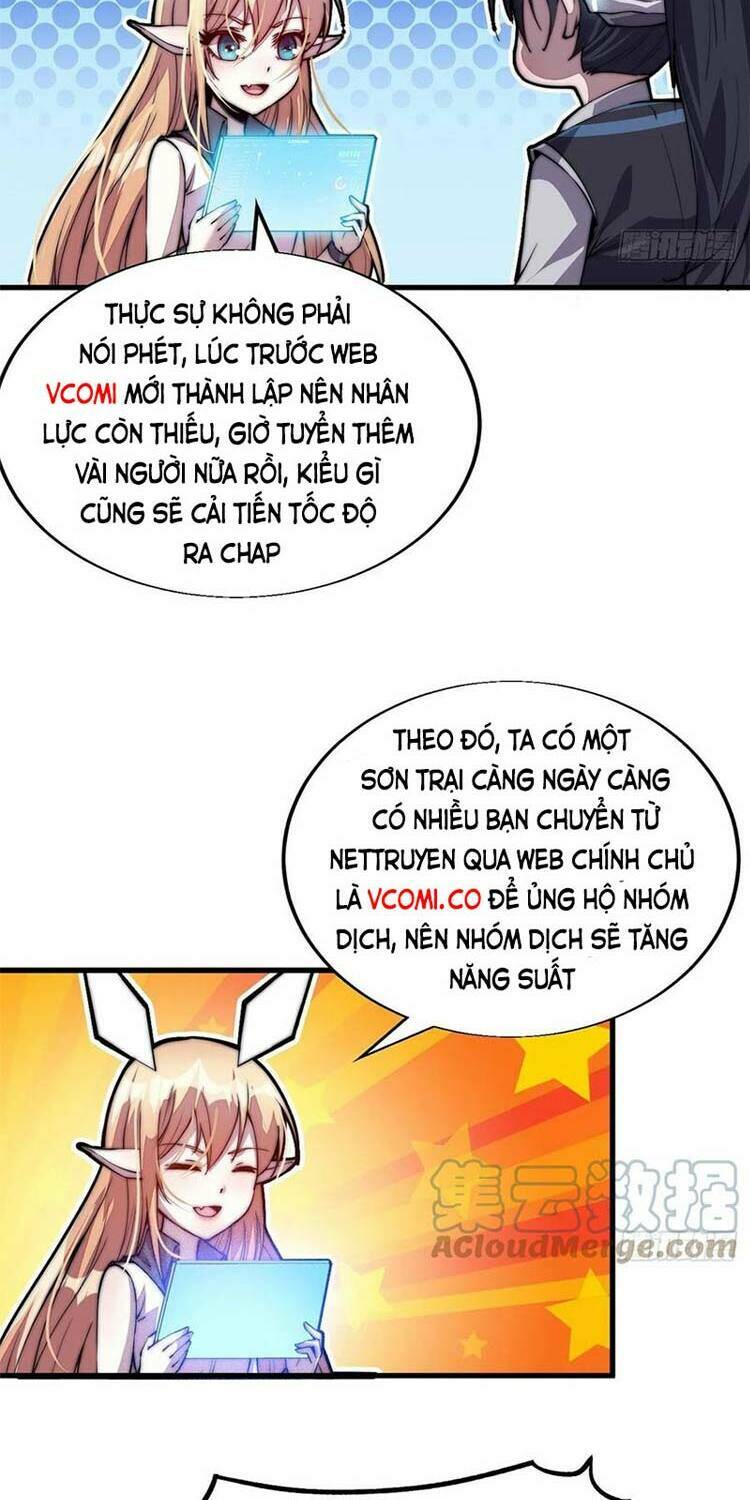 腾讯动漫
THỰC SỰ KHÔNG PHẢI
NÓI PHÉT, LÚC TRƯỚC WEB
VCOMI MỚI THÀNH LẬP NÊN NHÂN
LỰC CÒN THIẾU, GIỜ TUYỂN THÊM
VÀI NGƯỜI NỮA RỒI, KIỂU GÌ
CŨNG SẼ CẢI TIẾN TỐC ĐỘ
RA CHAP
THEO ĐÓ, TA CÓ MỘT
SƠN TRẠI CÀNG NGÀY CÀNG
CÓ NHIỀU BẠN CHUYỂN TỪ
NETTRUYEN QUA WEB CHÍNH CHỦ
LÀ VCOMI.CO ĐỂ ỦNG HỘ NHÓM
DỊCH, NÊN NHÓM DỊCH SẼ TĂNG
NĂNG SUẤT
集云数据
ACloudMerge.com